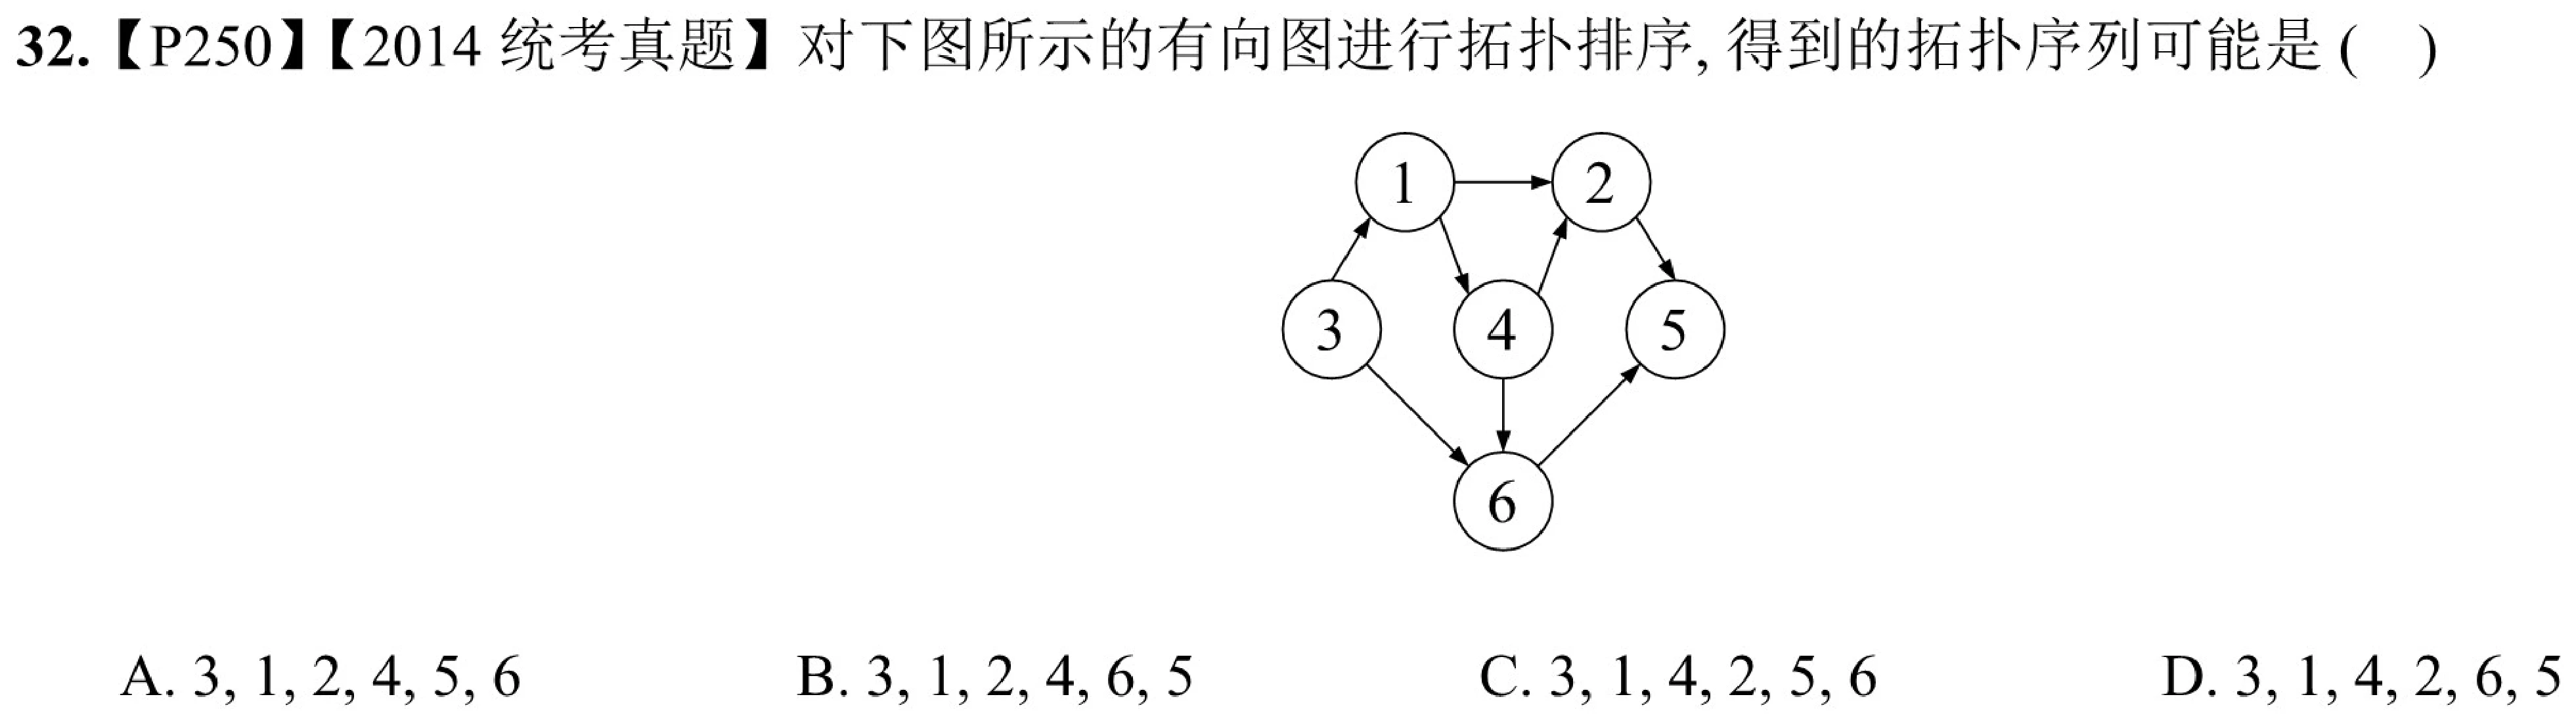 32.【P250】【2014 统考真题】对下图所示的有向图进行拓扑排序, 得到的拓扑序列可能是 (   )
1 2
3 4 5
6
A. 3, 1, 2, 4, 5, 6 B. 3, 1, 2, 4, 6, 5 C. 3, 1, 4, 2, 5, 6 D. 3, 1, 4, 2, 6, 5